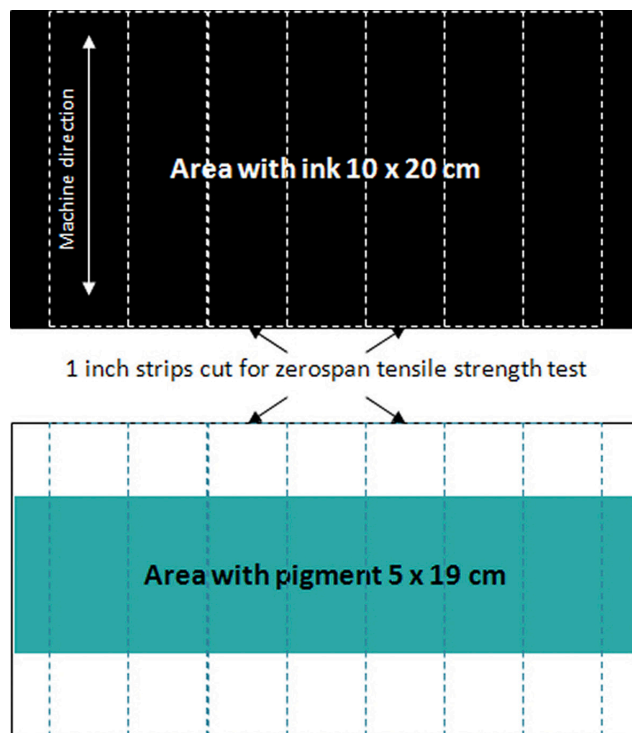 Machine direction
Area with ink 10 x 20 cm
1 inch strips cut for zerospan tensile strength test
Area with pigment 5 x 19 cm